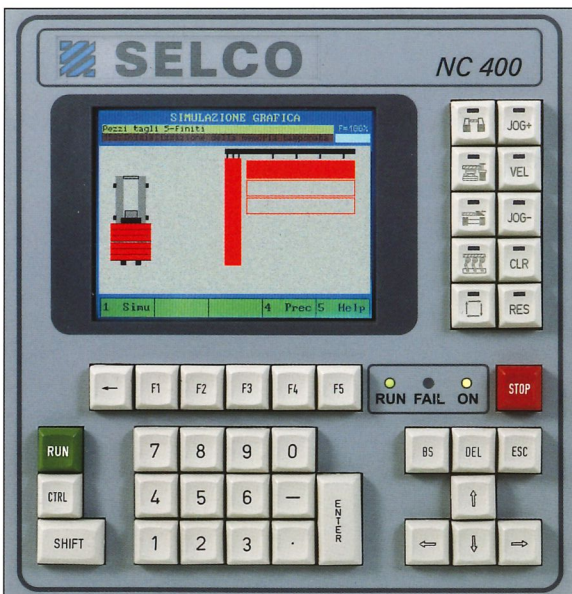 SELCO
NC 400
SIMULAZIONE GRAFICA
Pezzi tagli 5-Finiti
F=100%
1 Simu 4 Prec 5 Help
JOG+
VEL
JOG-
CLR
RES
← F1 F2 F3 F4 F5
RUN FAIL ON
STOP
RUN 7 8 9 0 BS DEL ESC
CTRL 4 5 6 — ENTER ⇧
SHIFT 1 2 3 . ⇦ ⇩ ⇨